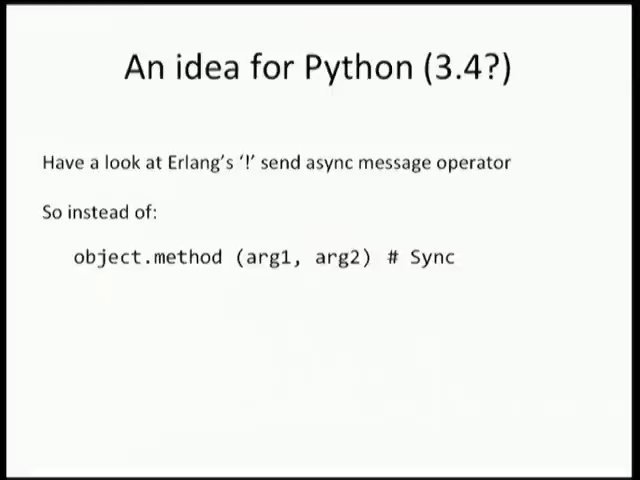 An idea for Python (3.4?)
Have a look at Erlang’s ‘!’ send async message operator
So instead of:
object.method (arg1, arg2) # Sync